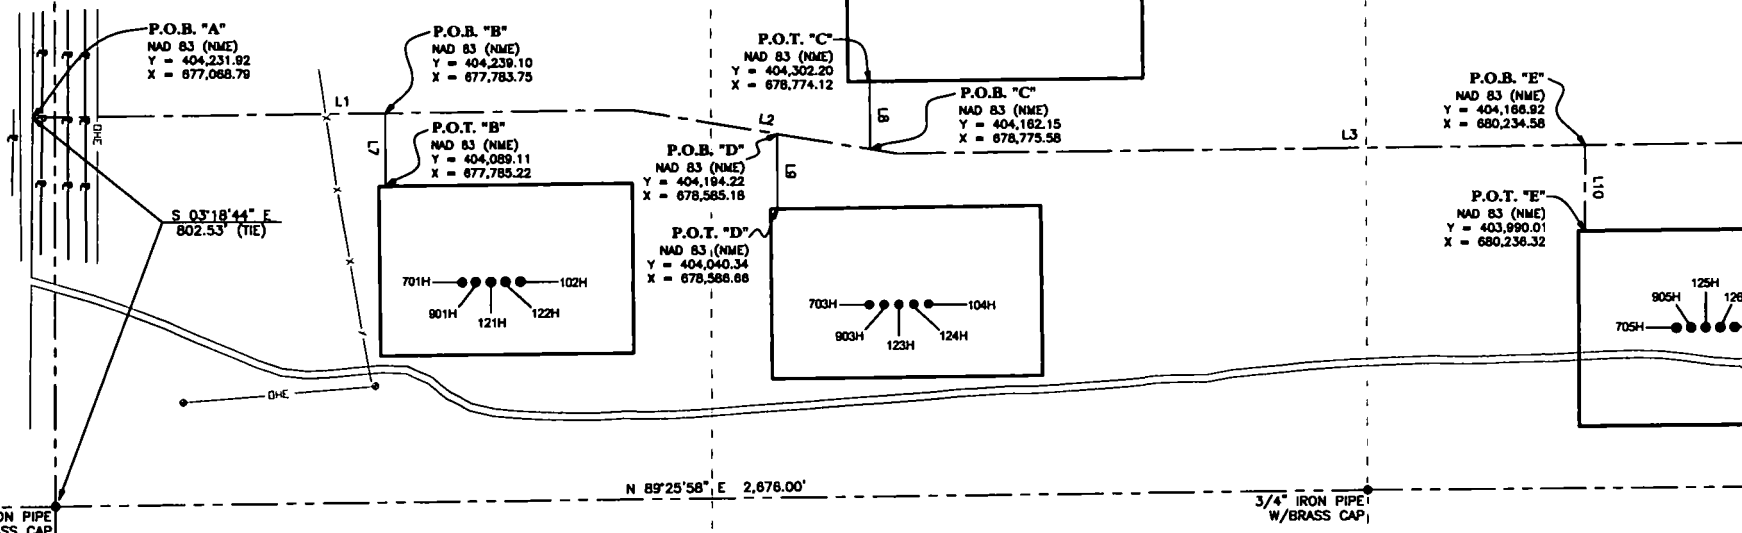 P.O.B. "A"
NAD 83 (NME)
Y = 404,231.92
X = 677,068.79
P.O.B. "B"
NAD 83 (NME)
Y = 404,239.10
X = 677,783.75
P.O.T. "C"
NAD 83 (NME)
Y = 404,302.20
X = 678,774.12
P.O.B. "C"
NAD 83 (NME)
Y = 404,162.15
X = 678,775.58
P.O.B. "E"
NAD 83 (NME)
Y = 404,166.92
X = 680,234.58
L1
L2
L8
L3
OHE
L7
P.O.T. "B"
NAD 83 (NME)
Y = 404,089.11
X = 677,785.22
P.O.B. "D"
NAD 83 (NME)
Y = 404,194.22
X = 678,585.18
L9
L10
P.O.T. "E"
NAD 83 (NME)
Y = 403,990.01
X = 680,236.32
S 03°18'44" E
802.53' (TIE)
P.O.T. "D"
NAD 83 (NME)
Y = 404,040.34
X = 678,586.66
701H
102H
901H
121H
122H
703H
104H
903H
123H
124H
125H
905H
126
705H
OHE
N 89°25'58" E 2,676.00'
3/4" IRON PIPE
W/BRASS CAP
ON PIPE
SS CAP